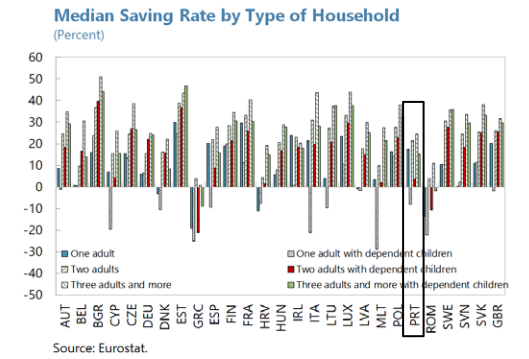 Median Saving Rate by Type of Household
(Percent)
60
50
40
30
20
10
0
-10
-20
-30
-40
-50
One adult
One adult with dependent children
Two adults
Two adults with dependent children
Three adults and more
Three adults and more with dependent children
AUT BEL BGR CYP CZE DEU DNK EST GRC ESP FIN FRA HRV HUN IRL ITA LTU LUX LVA MLT POL PRT ROM SWE SVN SVK GBR
Source: Eurostat.